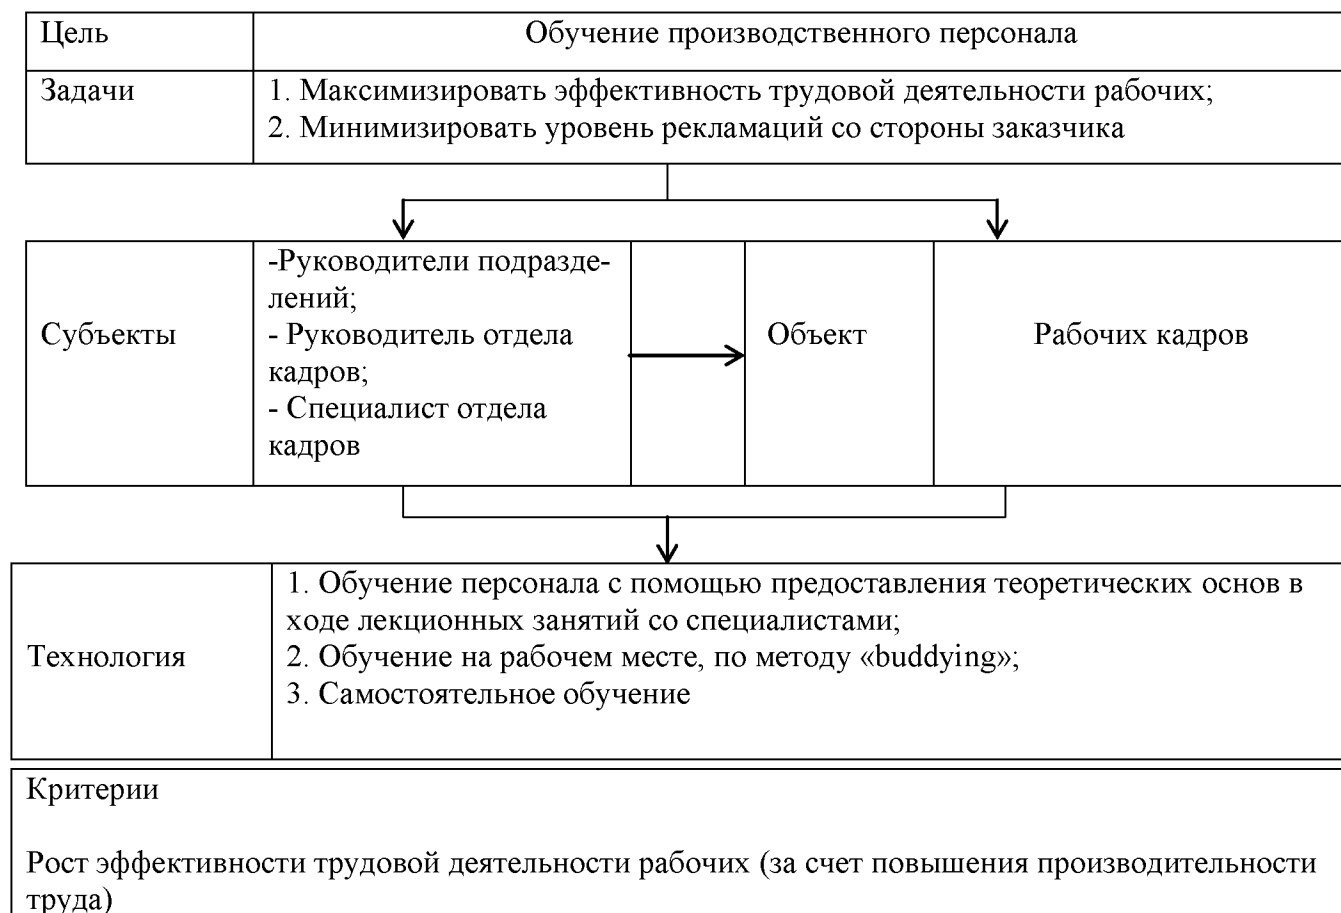 Цель
Обучение производственного персонала
Задачи
1. Максимизировать эффективность трудовой деятельности рабочих;
2. Минимизировать уровень рекламаций со стороны заказчика
Субъекты
-Руководители подразде-
лений;
- Руководитель отдела
кадров;
- Специалист отдела
кадров
Объект
Рабочих кадров
Технология
1. Обучение персонала с помощью предоставления теоретических основ в
ходе лекционных занятий со специалистами;
2. Обучение на рабочем месте, по методу «buddying»;
3. Самостоятельное обучение
Критерии
Рост эффективности трудовой деятельности рабочих (за счет повышения производительности
труда)